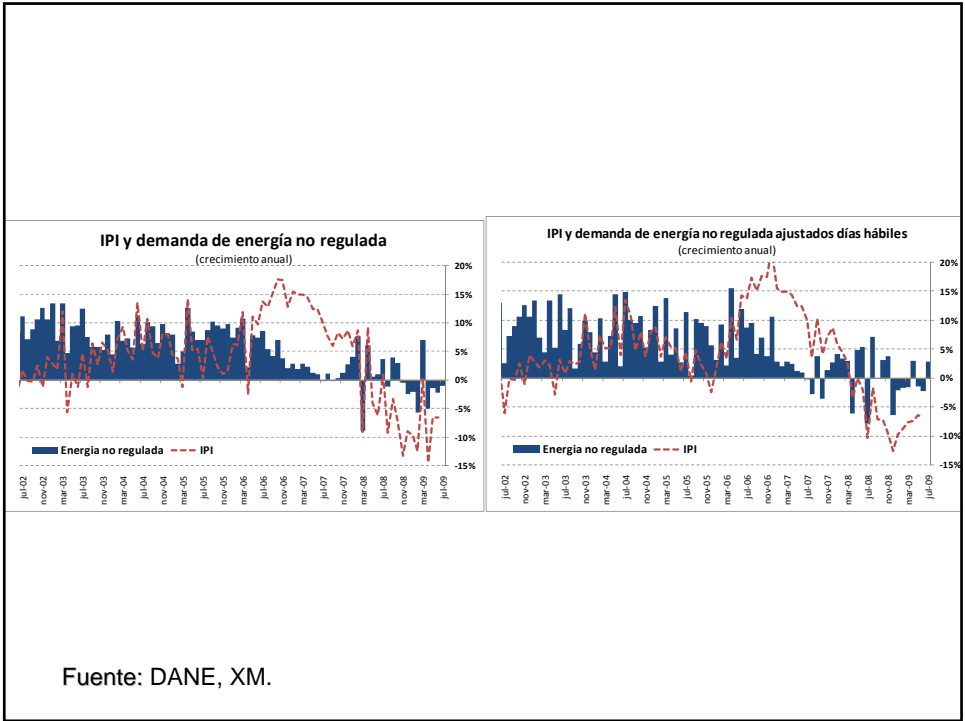 IPI y demanda de energía no regulada
(crecimiento anual)
20%
15%
10%
5%
0%
-5%
-10%
-15%
Energia no regulada
IPI
jul-02
nov-02
mar-03
jul-03
nov-03
mar-04
jul-04
nov-04
mar-05
jul-05
nov-05
mar-06
jul-06
nov-06
mar-07
jul-07
nov-07
mar-08
jul-08
nov-08
mar-09
jul-09
IPI y demanda de energía no regulada ajustados días hábiles
(crecimiento anual)
20%
15%
10%
5%
0%
-5%
-10%
-15%
Energia no regulada
IPI
jul-02
nov-02
mar-03
jul-03
nov-03
mar-04
jul-04
nov-04
mar-05
jul-05
nov-05
mar-06
jul-06
nov-06
mar-07
jul-07
nov-07
mar-08
jul-08
nov-08
mar-09
jul-09
Fuente: DANE, XM.